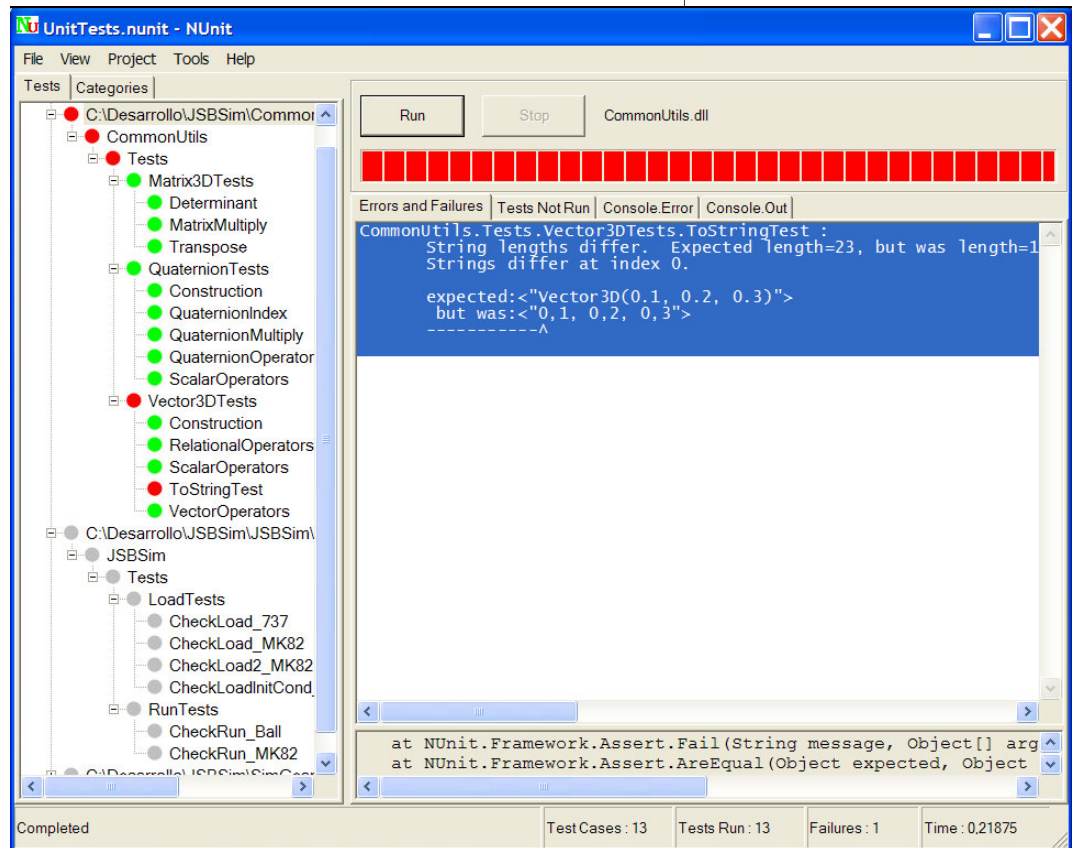 UnitTests.nunit - NUnit
File View Project Tools Help
Tests Categories
C:\Desarrollo\JSBSim\Common
CommonUtils
Tests
Matrix3DTests
Determinant
MatrixMultiply
Transpose
QuaternionTests
Construction
QuaternionIndex
QuaternionMultiply
QuaternionOperator
ScalarOperators
Vector3DTests
Construction
RelationalOperators
ScalarOperators
ToStringTest
VectorOperators
C:\Desarrollo\JSBSim\JSBSim\
JSBSim
Tests
LoadTests
CheckLoad_737
CheckLoad_MK82
CheckLoad2_MK82
CheckLoadInitCond_
RunTests
CheckRun_Ball
CheckRun_MK82
Run Stop CommonUtils.dll
Errors and Failures Tests Not Run Console.Error Console.Out
CommonUtils.Tests.Vector3DTests.ToStringTest :
String lengths differ. Expected length=23, but was length=1
Strings differ at index 0.
expected:<"Vector3D(0.1, 0.2, 0.3)">
but was:<"0,1, 0,2, 0,3">
-----------^
at NUnit.Framework.Assert.Fail(String message, Object[] arg
at NUnit.Framework.Assert.AreEqual(Object expected, Object
Completed Test Cases : 13 Tests Run : 13 Failures : 1 Time : 0,21875